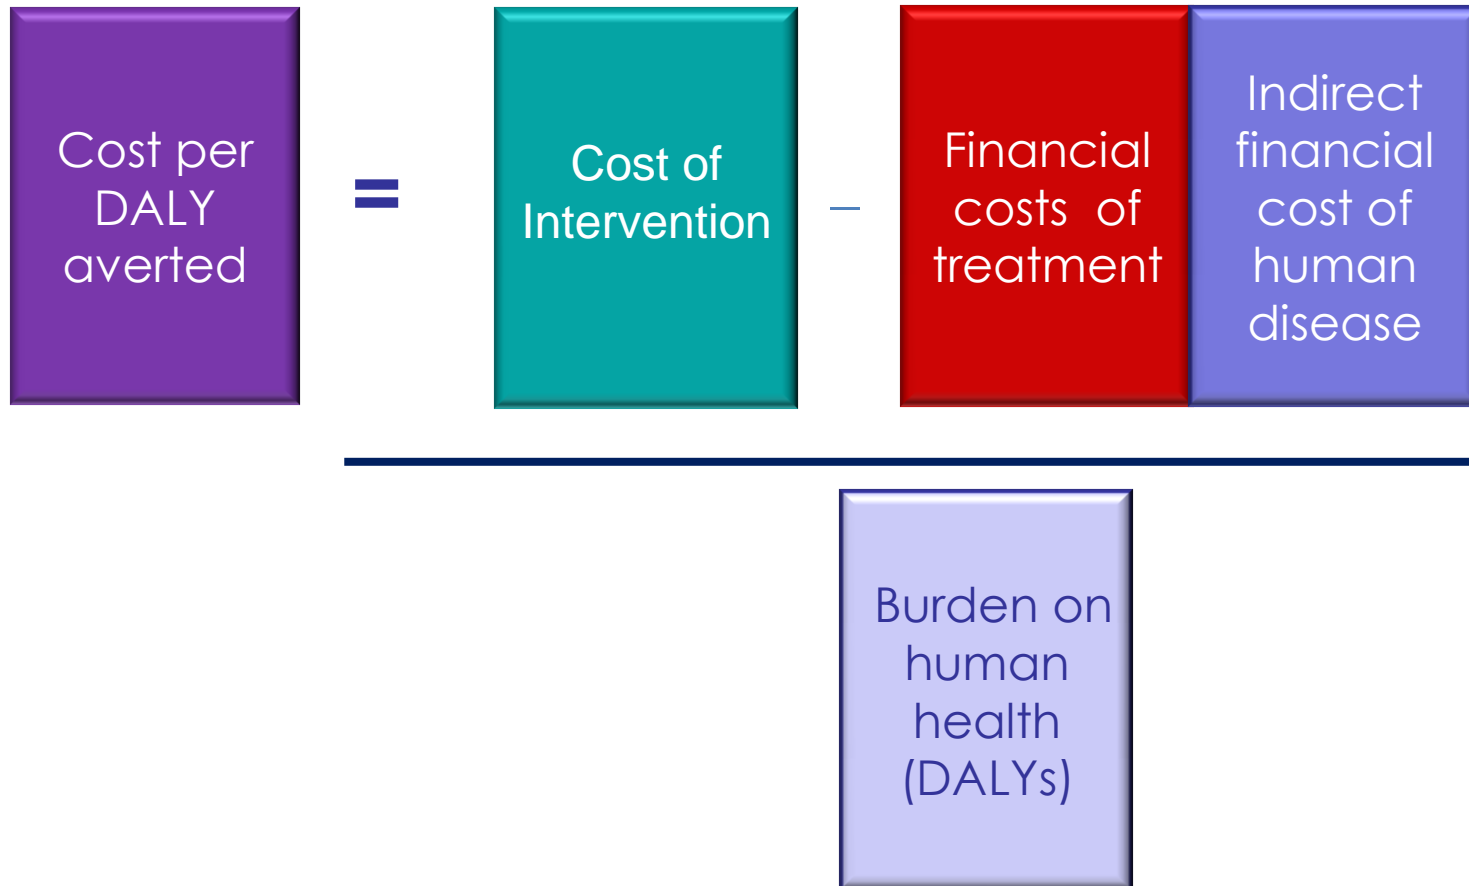 Cost per
DALY
averted
=
Cost of
Intervention
–
Financial
costs  of
treatment
Indirect
financial
cost of
human
disease
Burden on
human
health
(DALYs)